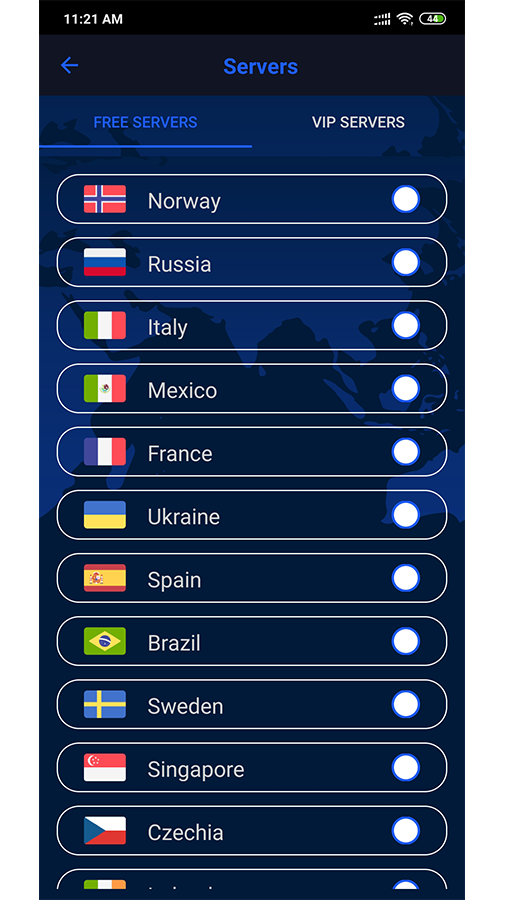 11:21 AM
44
Servers
FREE SERVERS
VIP SERVERS
Norway
Russia
Italy
Mexico
France
Ukraine
Spain
Brazil
Sweden
Singapore
Czechia